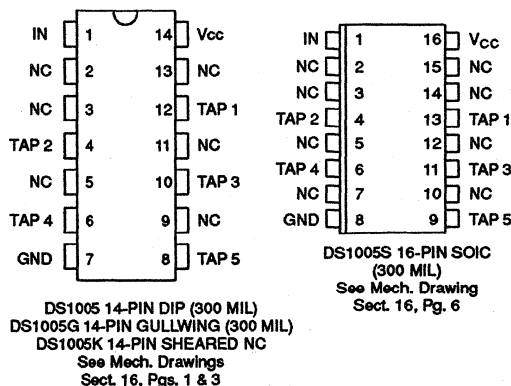 IN 1 14 Vcc
NC 2 13 NC
NC 3 12 TAP 1
TAP 2 4 11 NC
NC 5 10 TAP 3
TAP 4 6 9 NC
GND 7 8 TAP 5
DS1005 14-PIN DIP (300 MIL)
DS1005G 14-PIN GULLWING (300 MIL)
DS1005K 14-PIN SHEARED NC
See Mech. Drawings
Sect. 16, Pgs. 1 & 3
IN 1 16 VCC
NC 2 15 NC
NC 3 14 NC
TAP 2 4 13 TAP 1
NC 5 12 NC
TAP 4 6 11 TAP 3
NC 7 10 NC
GND 8 9 TAP 5
DS1005S 16-PIN SOIC
(300 MIL)
See Mech. Drawing
Sect. 16, Pg. 6